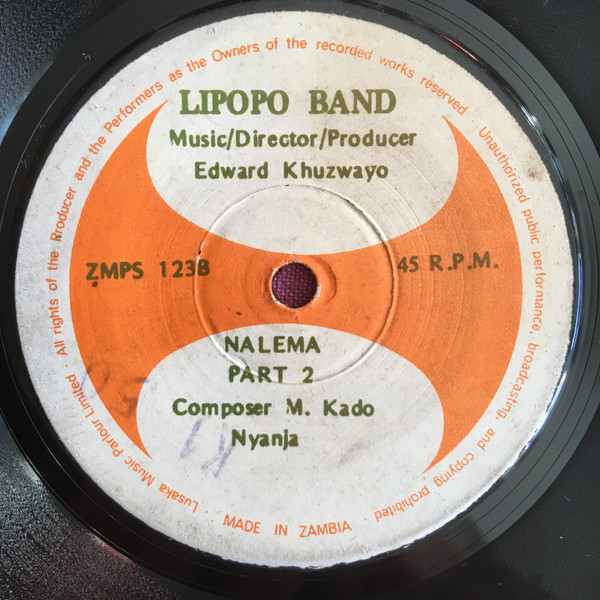 All rights of the Producer and the Performers as the Owners of the recorded works reserved · Unauthorized public performance, broadcasting and copying prohibited
LIPOPO BAND
Music/Director/Producer
Edward Khuzwayo
ZMPS 123B
45 R.P.M.
NALEMA
PART 2
Composer M. Kado
Nyanja
Lusaka Music Parlour Limited ·
MADE IN ZAMBIA